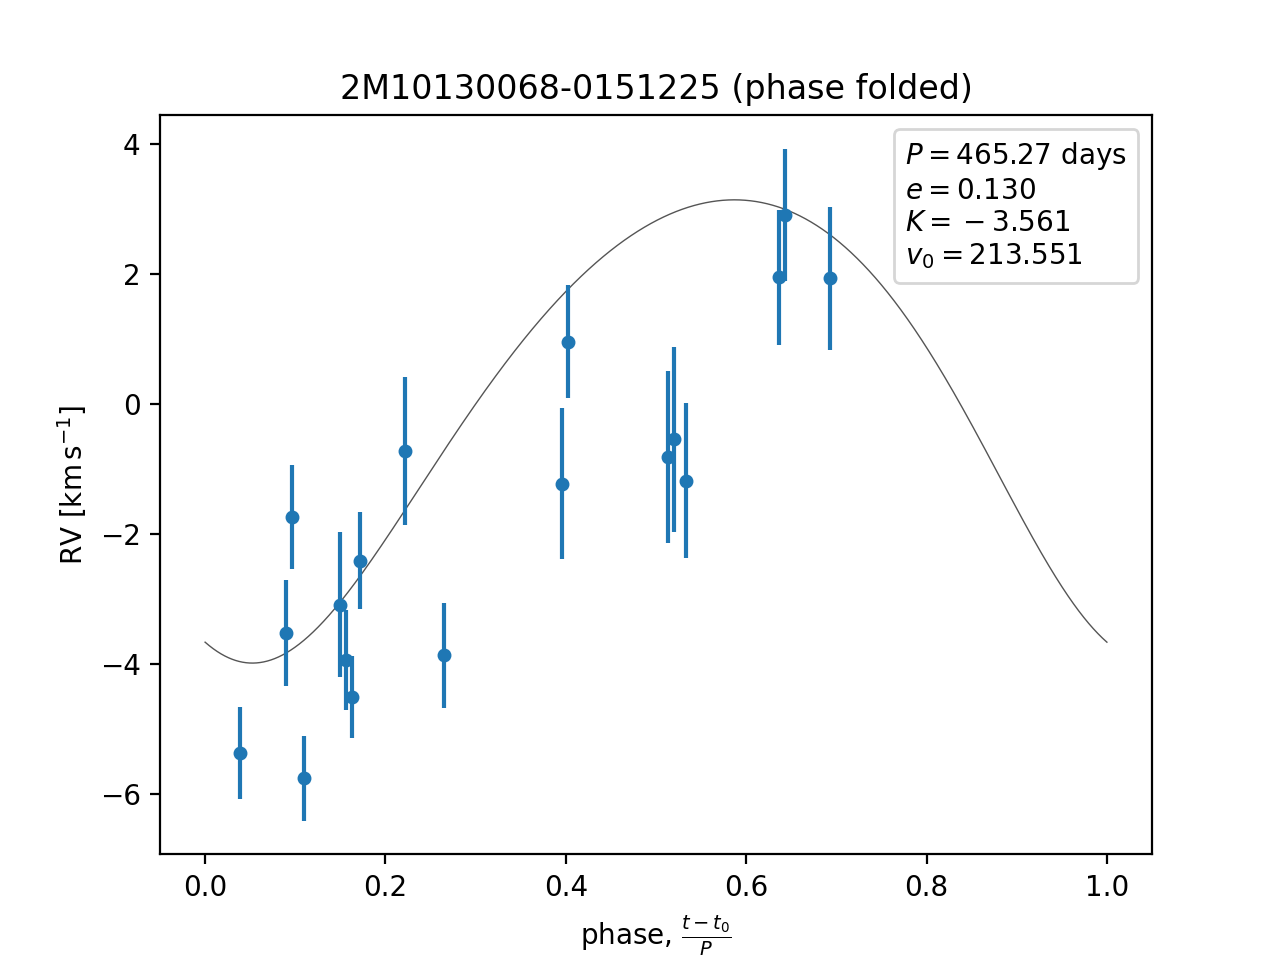 2M10130068-0151225 (phase folded)
P = 465.27 days
e = 0.130
K = −3.561
v₀ = 213.551
RV [km s⁻¹]
4
2
0
−2
−4
−6
0.0 0.2 0.4 0.6 0.8 1.0
phase, (t − t₀)/P